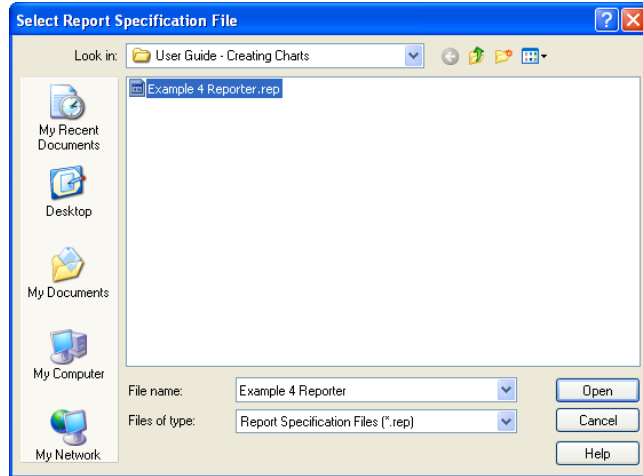 Select Report Specification File
Look in: User Guide - Creating Charts
Example 4 Reporter.rep
My Recent
Documents
Desktop
My Documents
My Computer
My Network
File name: Example 4 Reporter Open
Files of type: Report Specification Files (*.rep) Cancel
Help